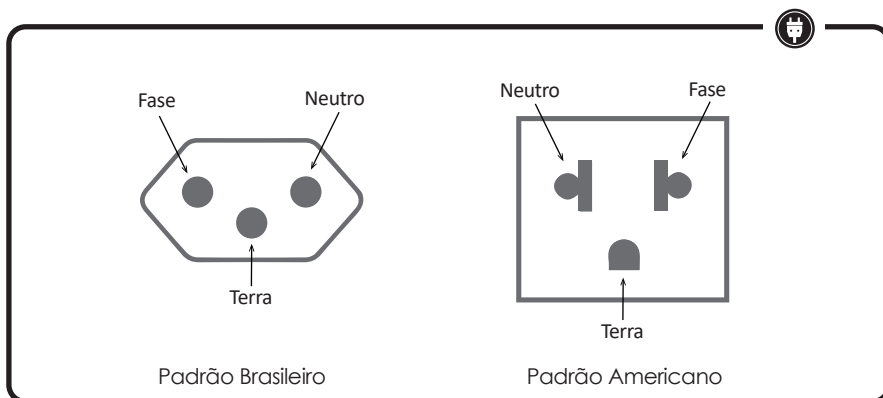 Fase
Neutro
Terra
Padrão Brasileiro
Neutro
Fase
Terra
Padrão Americano